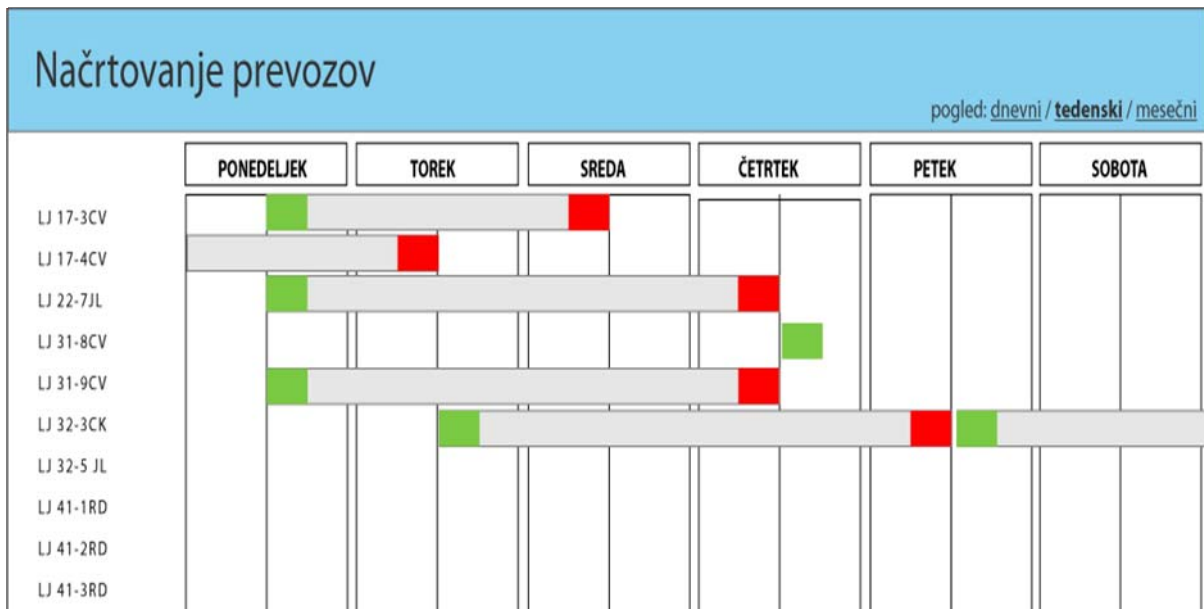 Načrtovanje prevozov
pogled: dnevni / tedenski / mesečni
PONEDELJEK TOREK SREDA ČETRTEK PETEK SOBOTA
LJ 17-3CV
LJ 17-4CV
LJ 22-7JL
LJ 31-8CV
LJ 31-9CV
LJ 32-3CK
LJ 32-5 JL
LJ 41-1RD
LJ 41-2RD
LJ 41-3RD